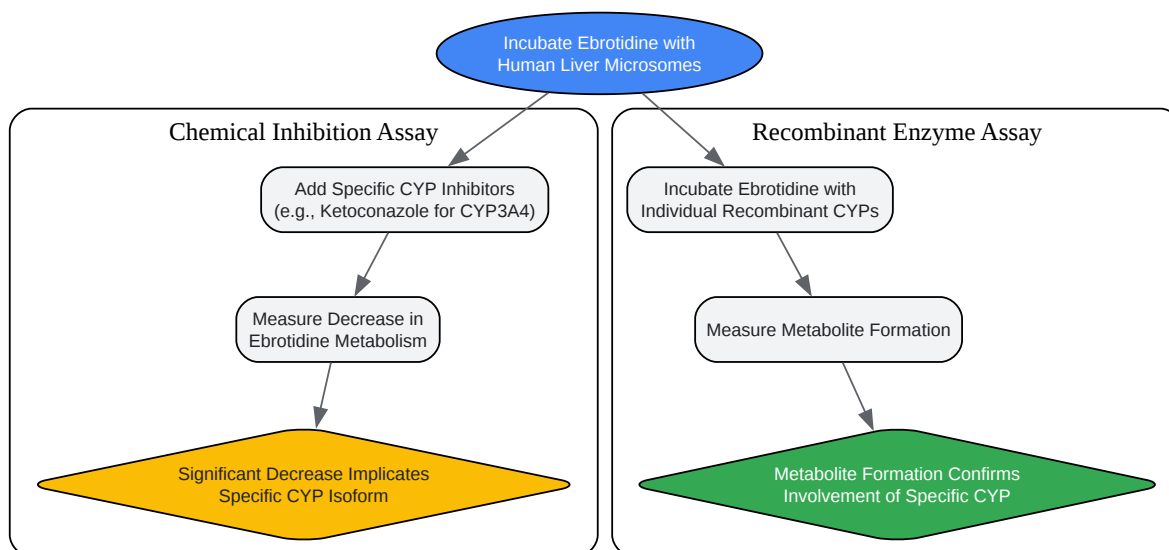 Incubate Ebrotidine with
Human Liver Microsomes
Chemical Inhibition Assay
Add Specific CYP Inhibitors
(e.g., Ketoconazole for CYP3A4)
Measure Decrease in
Ebrotidine Metabolism
Significant Decrease Implicates
Specific CYP Isoform
Recombinant Enzyme Assay
Incubate Ebrotidine with
Individual Recombinant CYPs
Measure Metabolite Formation
Metabolite Formation Confirms
Involvement of Specific CYP